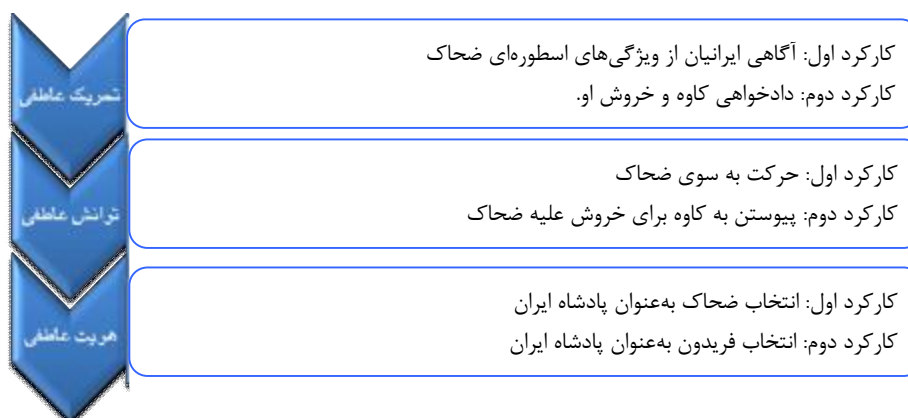 تحریک عاطفی
کارکرد اول: آگاهی ایرانیان از ویژگی‌های اسطوره‌ای ضحاک
کارکرد دوم: دادخواهی کاوه و خروش او.
توانش عاطفی
کارکرد اول: حرکت به سوی ضحاک
کارکرد دوم: پیوستن به کاوه برای خروش علیه ضحاک
هویت عاطفی
کارکرد اول: انتخاب ضحاک به‌عنوان پادشاه ایران
کارکرد دوم: انتخاب فریدون به‌عنوان پادشاه ایران